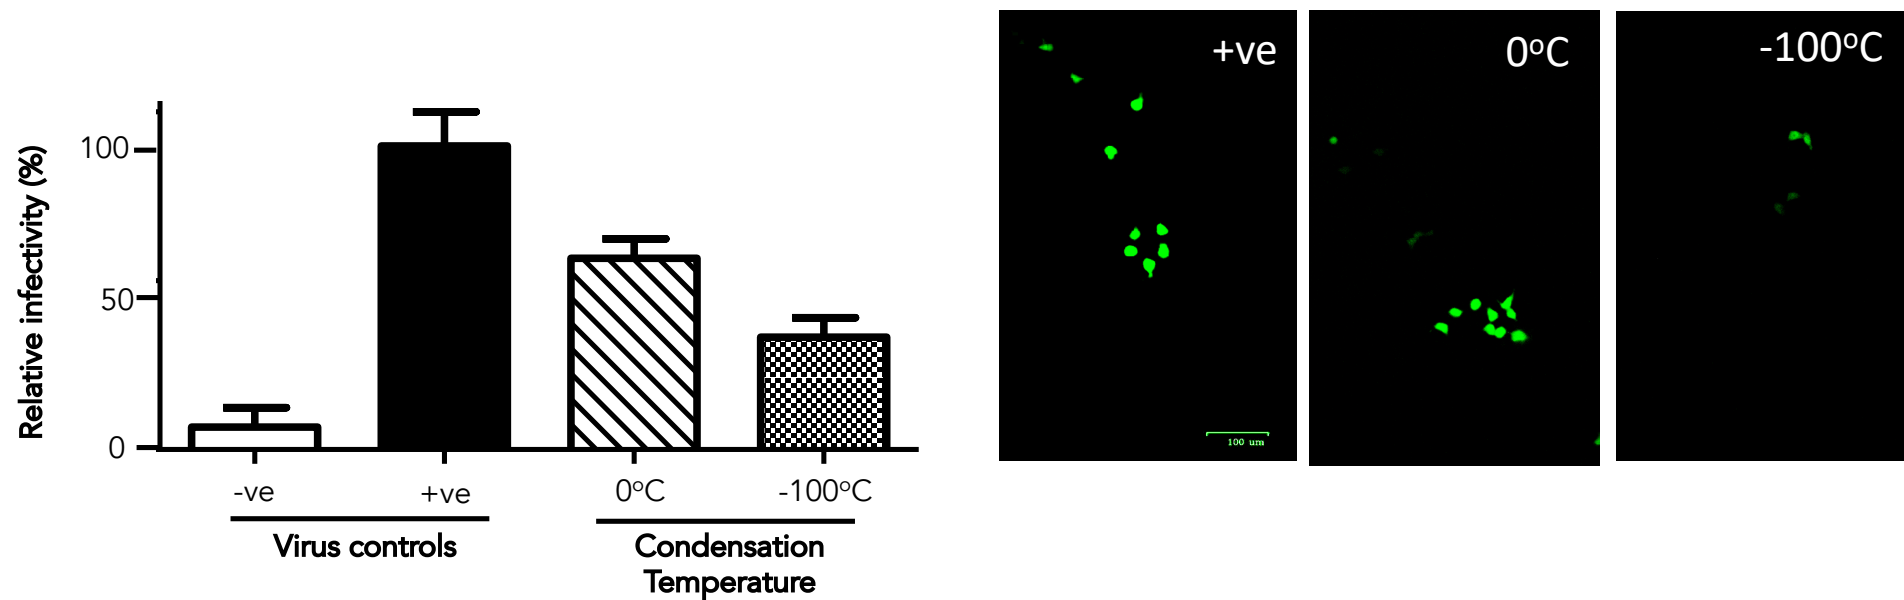 Relative infectivity (%)
100
50
0
-ve
+ve
0°C
-100°C
Virus controls
Condensation
Temperature
+ve
0°C
-100°C
100 um